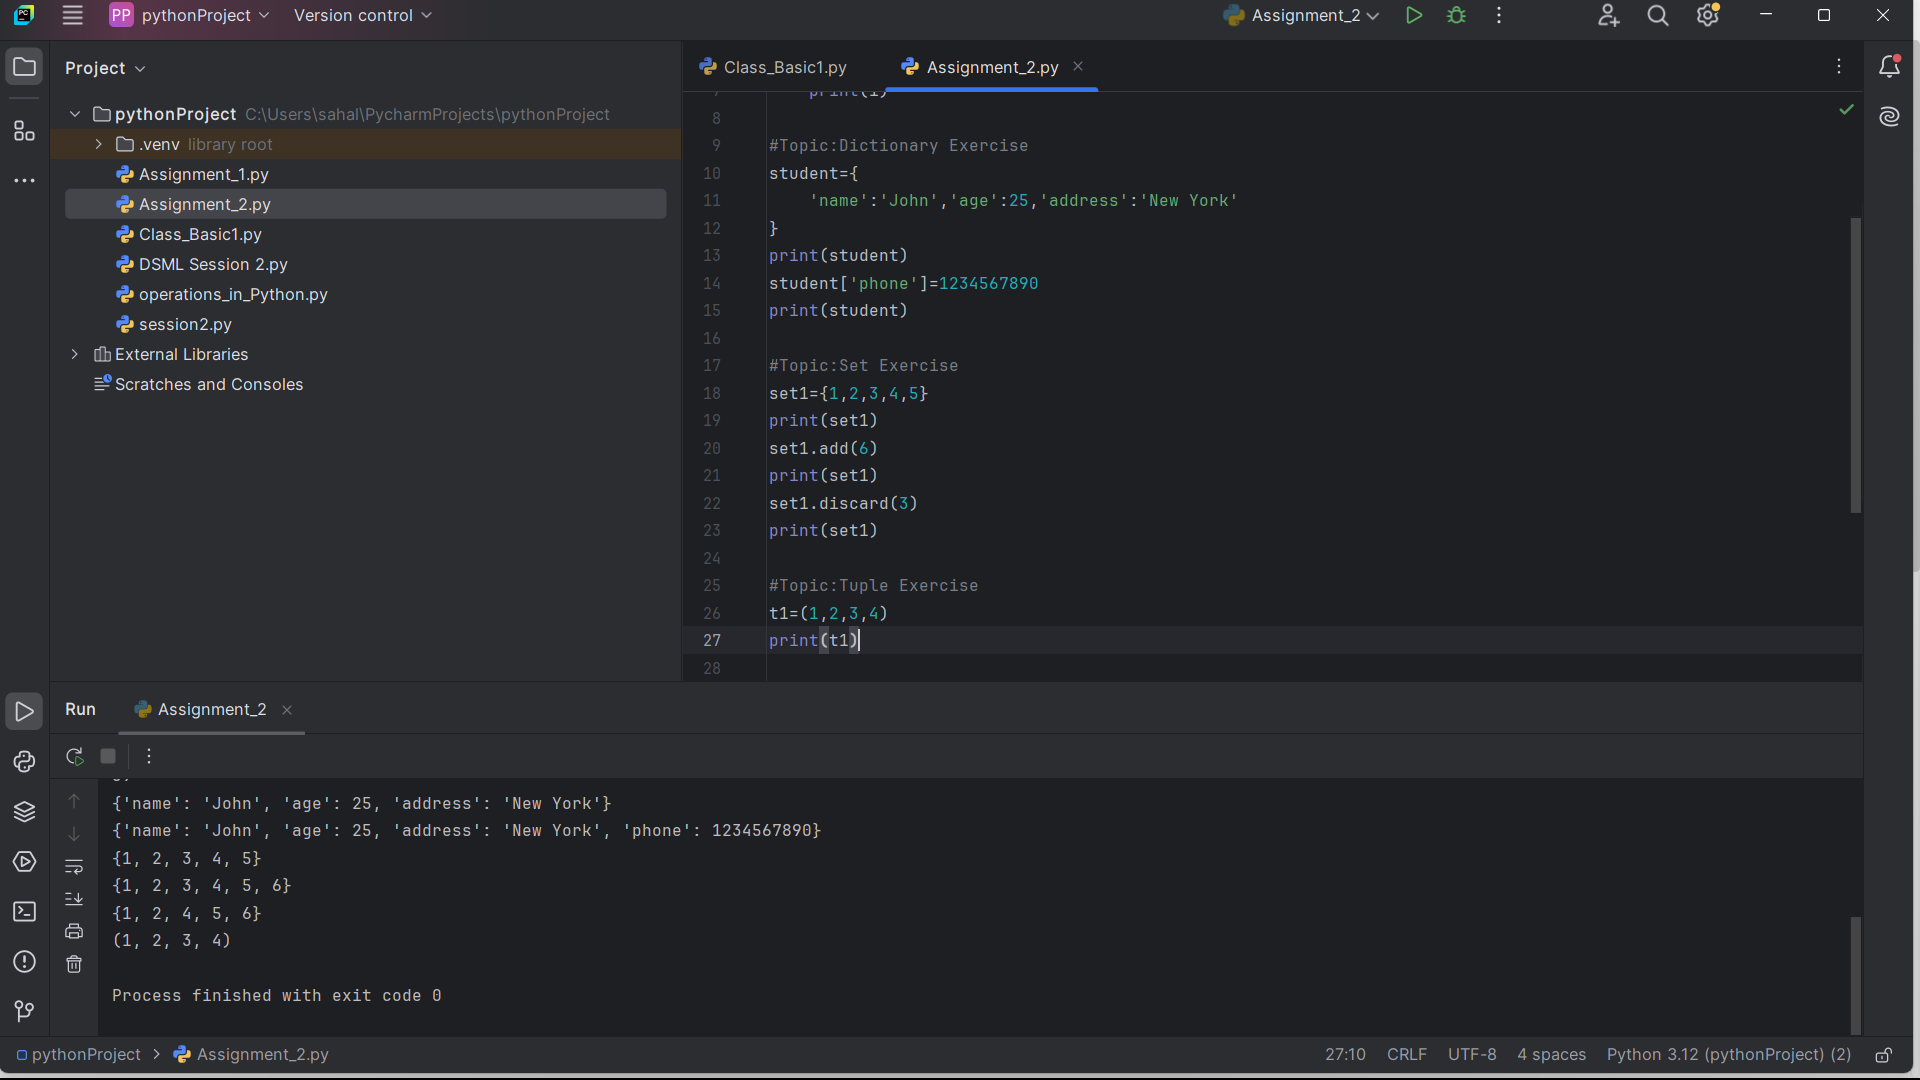 PP pythonProject Version control Assignment_2
Project
pythonProject C:\Users\sahal\PycharmProjects\pythonProject
.venv library root
Assignment_1.py
Assignment_2.py
Class_Basic1.py
DSML Session 2.py
operations_in_Python.py
session2.py
External Libraries
Scratches and Consoles
Class_Basic1.py Assignment_2.py
8
9 #Topic:Dictionary Exercise
10 student={
11     'name':'John','age':25,'address':'New York'
12 }
13 print(student)
14 student['phone']=1234567890
15 print(student)
16
17 #Topic:Set Exercise
18 set1={1,2,3,4,5}
19 print(set1)
20 set1.add(6)
21 print(set1)
22 set1.discard(3)
23 print(set1)
24
25 #Topic:Tuple Exercise
26 t1=(1,2,3,4)
27 print(t1)
28
Run Assignment_2
{'name': 'John', 'age': 25, 'address': 'New York'}
{'name': 'John', 'age': 25, 'address': 'New York', 'phone': 1234567890}
{1, 2, 3, 4, 5}
{1, 2, 3, 4, 5, 6}
{1, 2, 4, 5, 6}
(1, 2, 3, 4)
Process finished with exit code 0
pythonProject > Assignment_2.py 27:10 CRLF UTF-8 4 spaces Python 3.12 (pythonProject) (2)